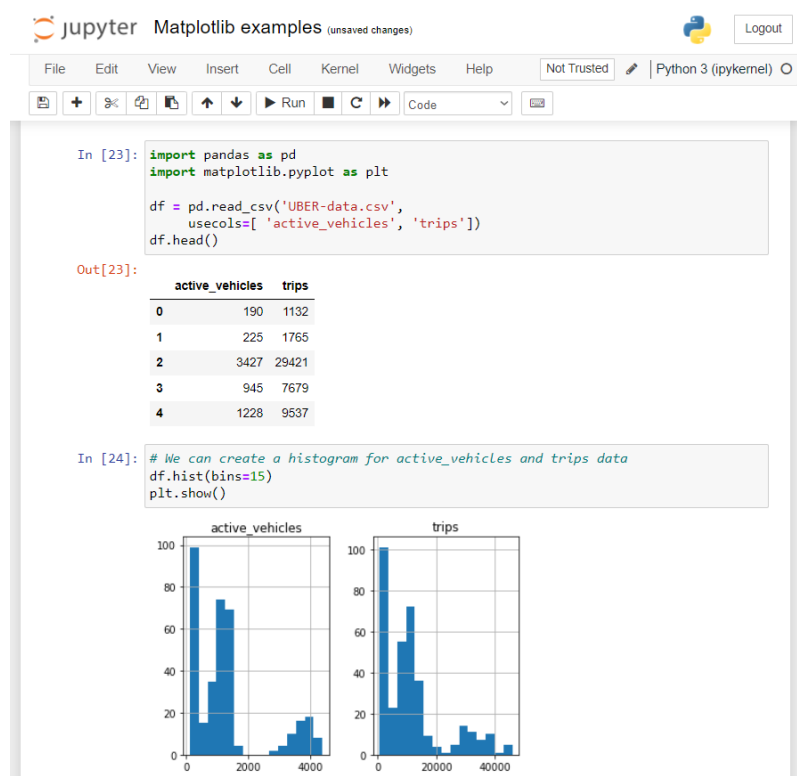 jupyter Matplotlib examples (unsaved changes) Logout
File Edit View Insert Cell Kernel Widgets Help Not Trusted Python 3 (ipykernel)
Run Code
In [23]: import pandas as pd
import matplotlib.pyplot as plt
df = pd.read_csv('UBER-data.csv',
usecols=[ 'active_vehicles', 'trips'])
df.head()
Out[23]:
active_vehicles trips
0 190 1132
1 225 1765
2 3427 29421
3 945 7679
4 1228 9537
In [24]: # We can create a histogram for active_vehicles and trips data
df.hist(bins=15)
plt.show()
active_vehicles
100
80
60
40
20
0
0 2000 4000
trips
100
80
60
40
20
0
0 20000 40000